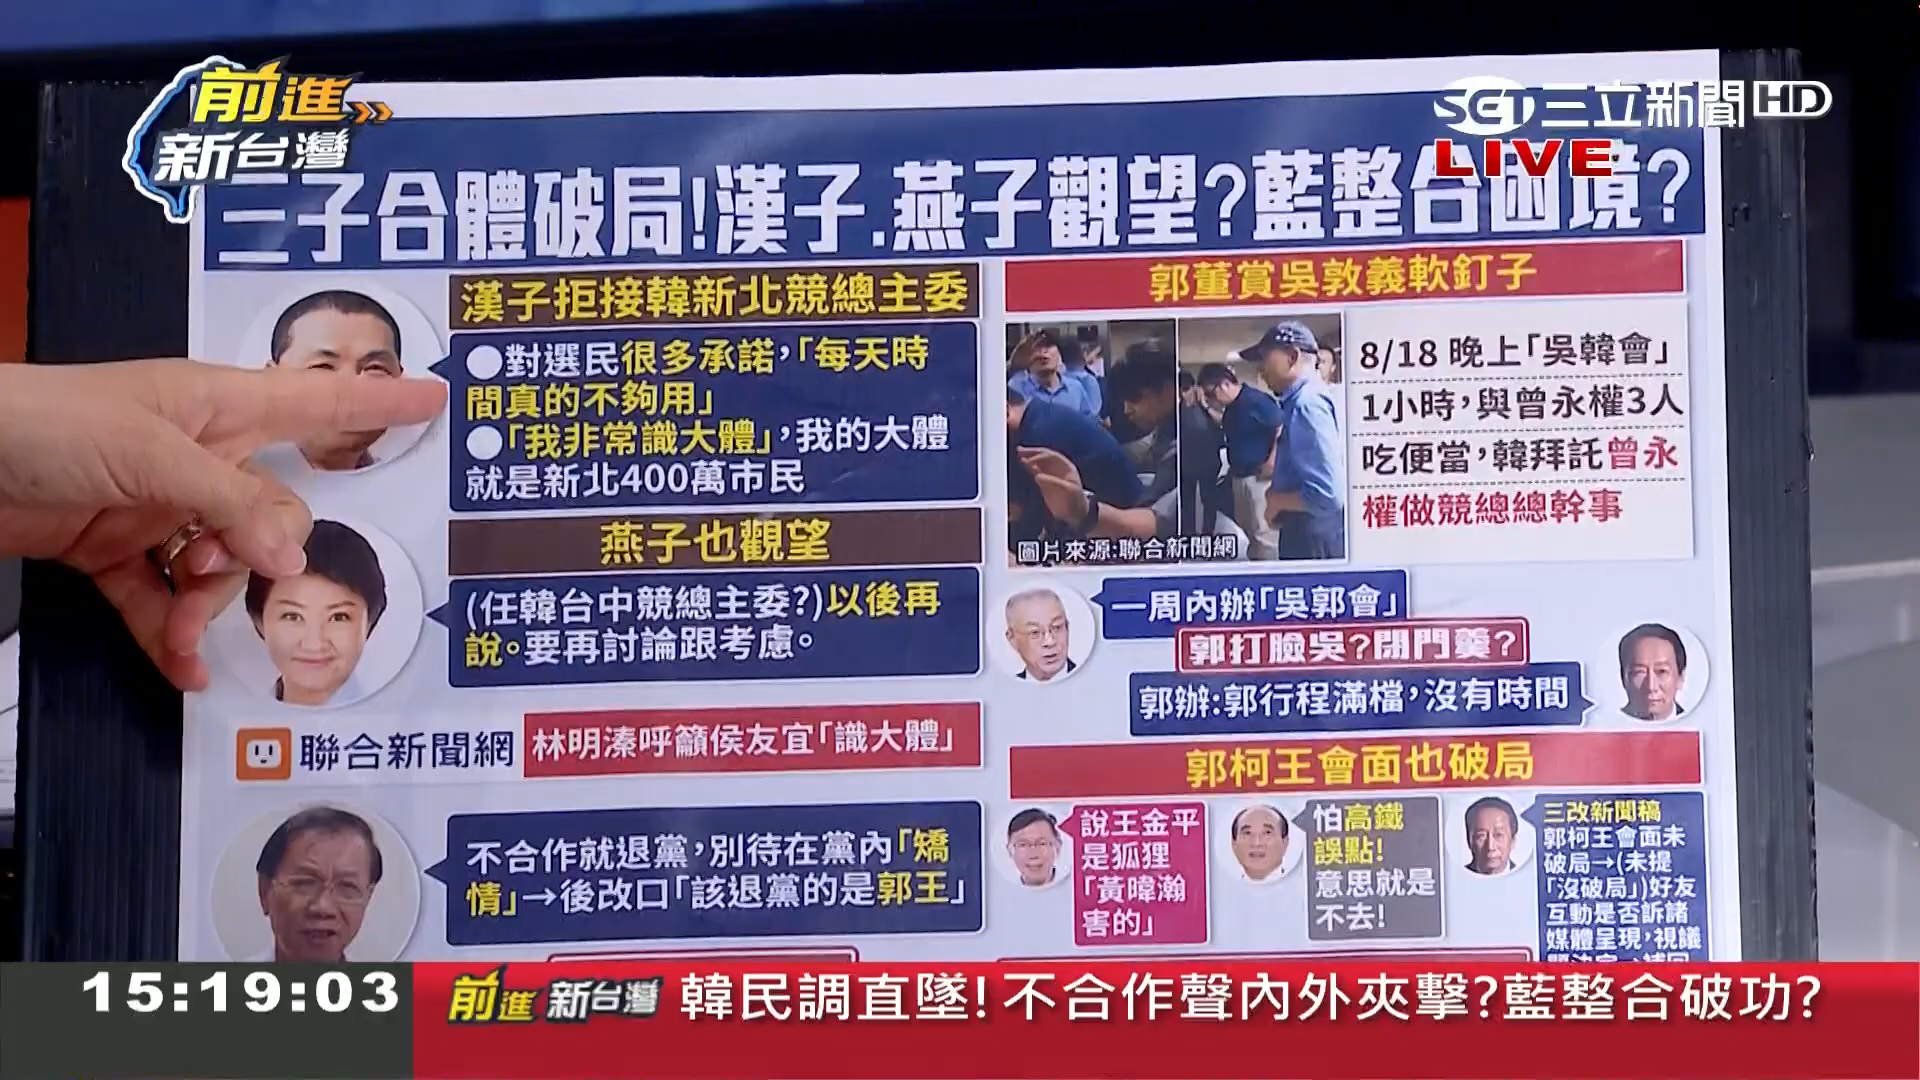 前進
新台灣
SET三立新聞HD
LIVE
三子合體破局!漢子.燕子觀望?藍整合困境?
漢子拒接韓新北競總主委
●對選民很多承諾,「每天時
間真的不夠用」
●「我非常識大體」,我的大體
就是新北400萬市民
燕子也觀望
(任韓台中競總主委?)以後再
說。要再討論跟考慮。
聯合新聞網
林明溱呼籲侯友宜「識大體」
不合作就退黨,別待在黨內「矯
情」→後改口「該退黨的是郭王」
郭董賞吳敦義軟釘子
圖片來源:聯合新聞網
8/18 晚上「吳韓會」
1小時,與曾永權3人
吃便當,韓拜託曾永
權做競總總幹事
一周內辦「吳郭會」
郭打臉吳?閉門羹?
郭辦:郭行程滿檔,沒有時間
郭柯王會面也破局
說王金平
是狐狸
「黃暐瀚
害的」
怕高鐵
誤點!
意思就是
不去!
三改新聞稿
郭柯王會面未
破局→(未提
「沒破局」)好友
互動是否訴諸
媒體呈現,視議
15:19:03
前進新台灣
韓民調直墜!不合作聲內外夾擊?藍整合破功?